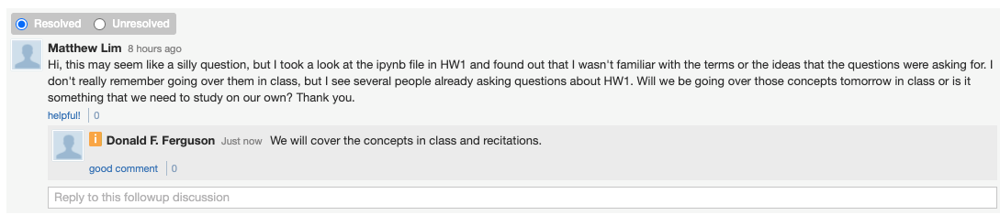 Resolved Unresolved
Matthew Lim 8 hours ago
Hi, this may seem like a silly question, but I took a look at the ipynb file in HW1 and found out that I wasn't familiar with the terms or the ideas that the questions were asking for. I
don't really remember going over them in class, but I see several people already asking questions about HW1. Will we be going over those concepts tomorrow in class or is it
something that we need to study on our own? Thank you.
helpful! 0
i Donald F. Ferguson Just now We will cover the concepts in class and recitations.
good comment 0
Reply to this followup discussion